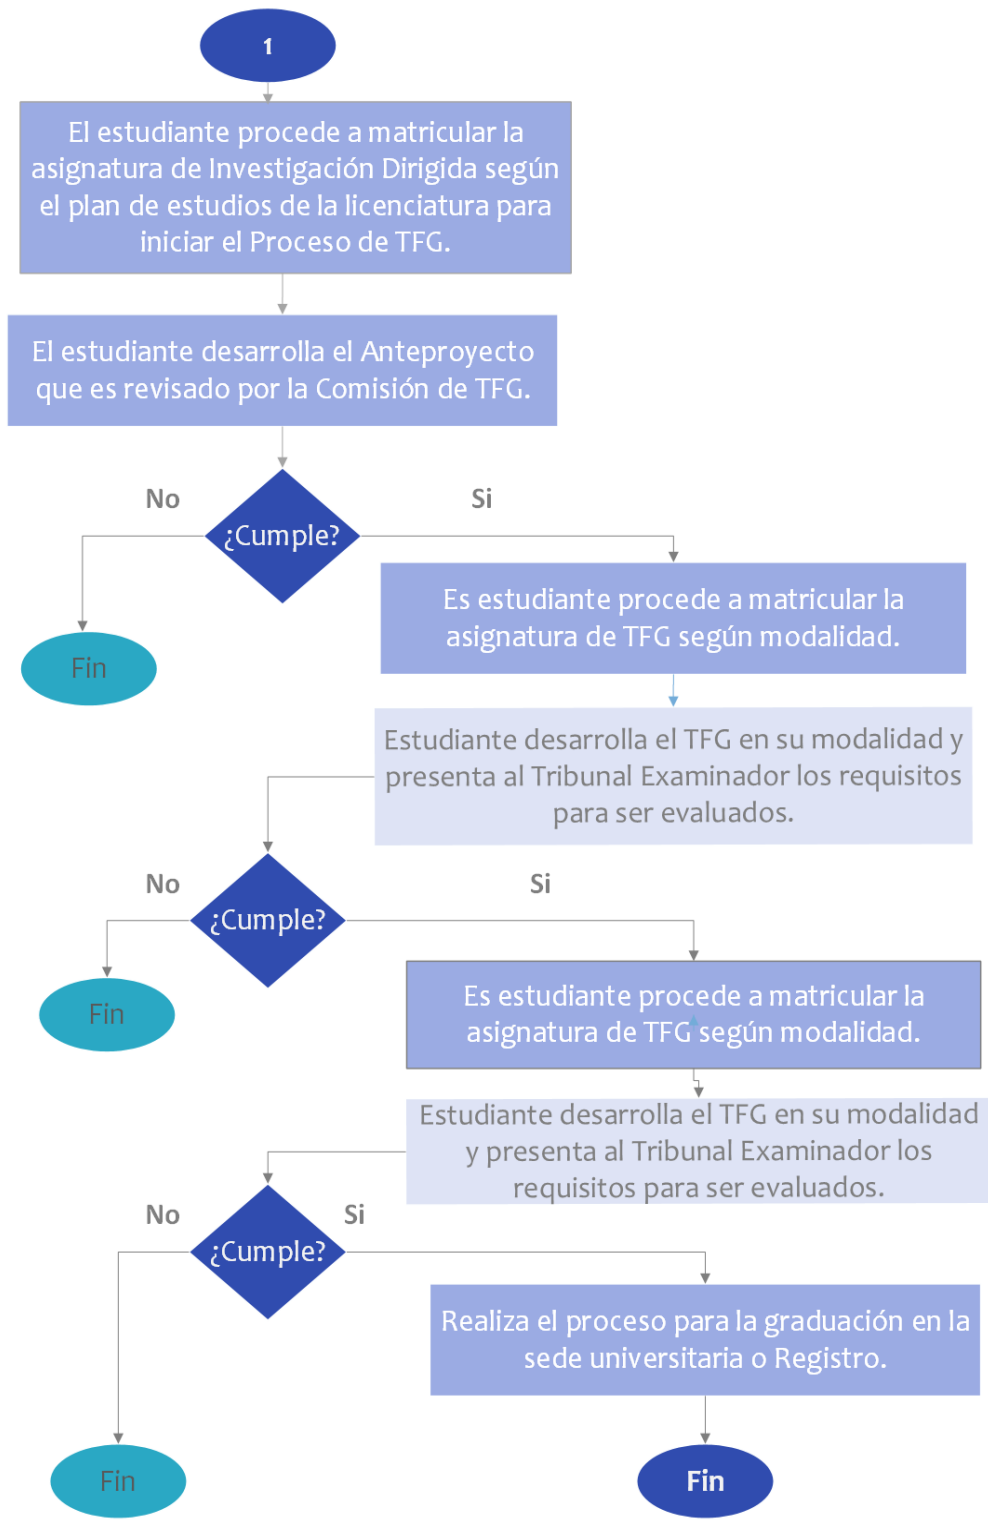 1
El estudiante procede a matricular la
asignatura de Investigación Dirigida según
el plan de estudios de la licenciatura para
iniciar el Proceso de TFG.
El estudiante desarrolla el Anteproyecto
que es revisado por la Comisión de TFG.
No
Si
¿Cumple?
Es estudiante procede a matricular la
asignatura de TFG según modalidad.
Fin
Estudiante desarrolla el TFG en su modalidad y
presenta al Tribunal Examinador los requisitos
para ser evaluados.
No
Si
¿Cumple?
Es estudiante procede a matricular la
asignatura de TFG según modalidad.
Fin
Estudiante desarrolla el TFG en su modalidad
y presenta al Tribunal Examinador los
requisitos para ser evaluados.
No
Si
¿Cumple?
Realiza el proceso para la graduación en la
sede universitaria o Registro.
Fin
Fin